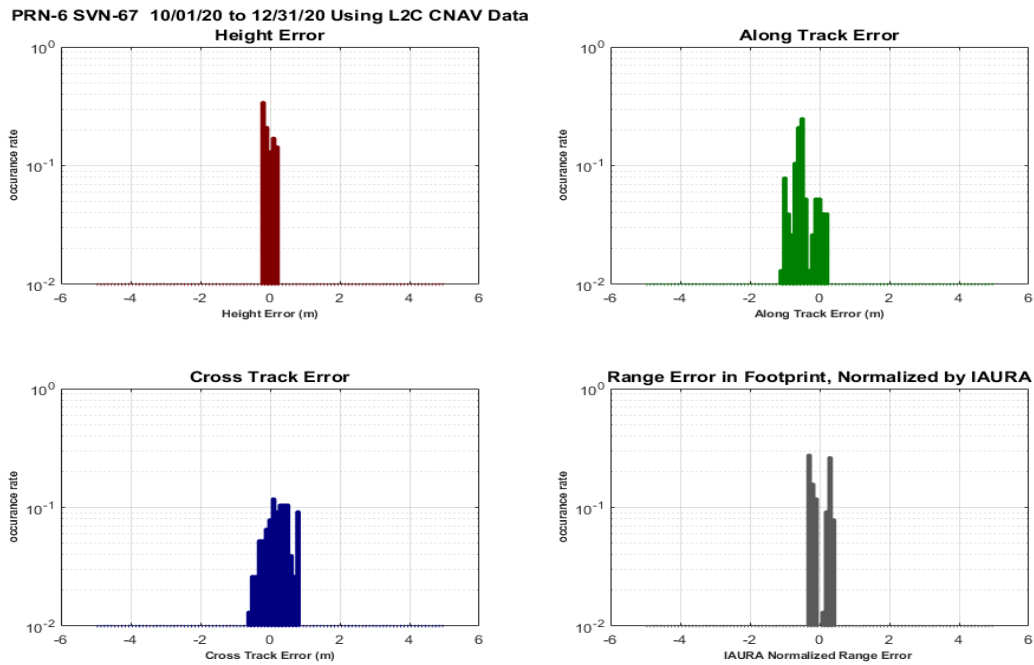 PRN-6 SVN-67 10/01/20 to 12/31/20 Using L2C CNAV Data
Height Error
10^0
10^-1
10^-2
occurance rate
-6 -4 -2 0 2 4 6
Height Error (m)
Along Track Error
10^0
10^-1
10^-2
occurance rate
-6 -4 -2 0 2 4 6
Along Track Error (m)
Cross Track Error
10^0
10^-1
10^-2
occurance rate
-6 -4 -2 0 2 4 6
Cross Track Error (m)
Range Error in Footprint, Normalized by IAURA
10^0
10^-1
10^-2
occurance rate
-6 -4 -2 0 2 4 6
IAURA Normalized Range Error